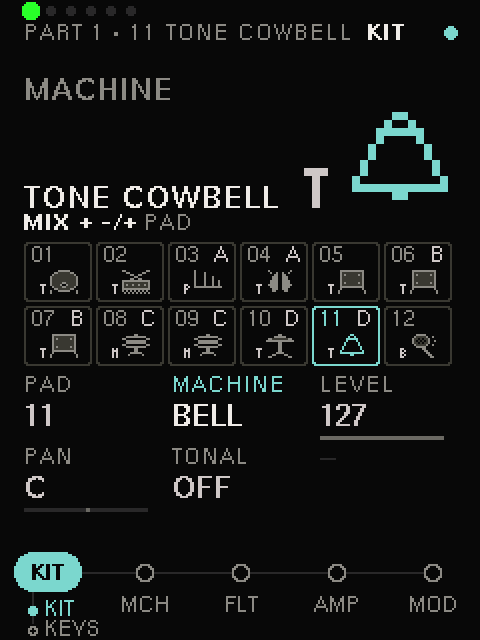 PART 1 · 11 TONE COWBELL KIT
MACHINE
T
TONE COWBELL
MIX + -/+ PAD
01 02 03 A 04 A 05 06 B
T T P T T T
07 B 08 C 09 C 10 D 11 D 12
T H H T T B
PAD MACHINE LEVEL
11 BELL 127
PAN TONAL —
C OFF
KIT
KIT MCH FLT AMP MOD
KEYS